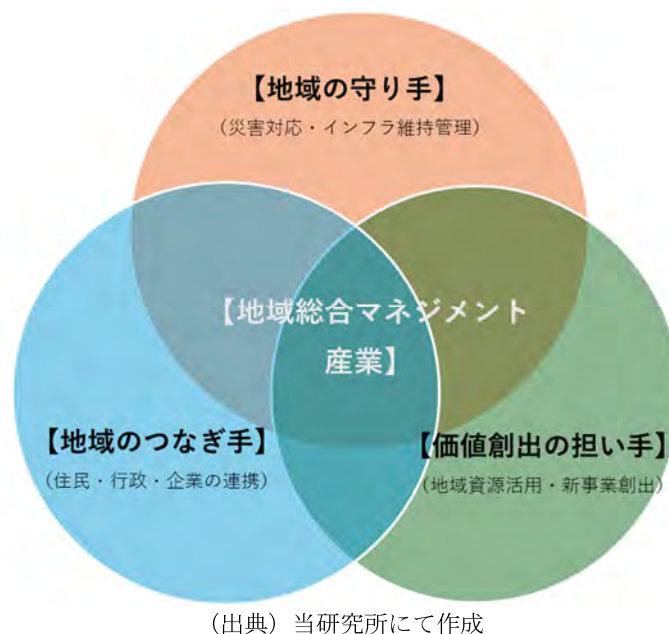 【地域の守り手】
（災害対応・インフラ維持管理）
【地域総合マネジメント
産業】
【地域のつなぎ手】
（住民・行政・企業の連携）
【価値創出の担い手】
（地域資源活用・新事業創出）
（出典）当研究所にて作成